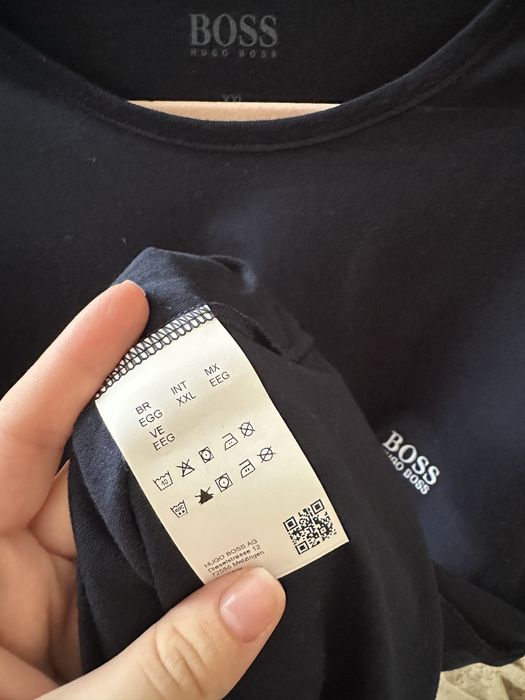 BOSS
HUGO BOSS
XXL
BR INT MX
EGG XXL EEG
VE
EEG
BOSS
HUGO BOSS
HUGO BOSS AG
Dieselstrasse 12
72555 Metzingen